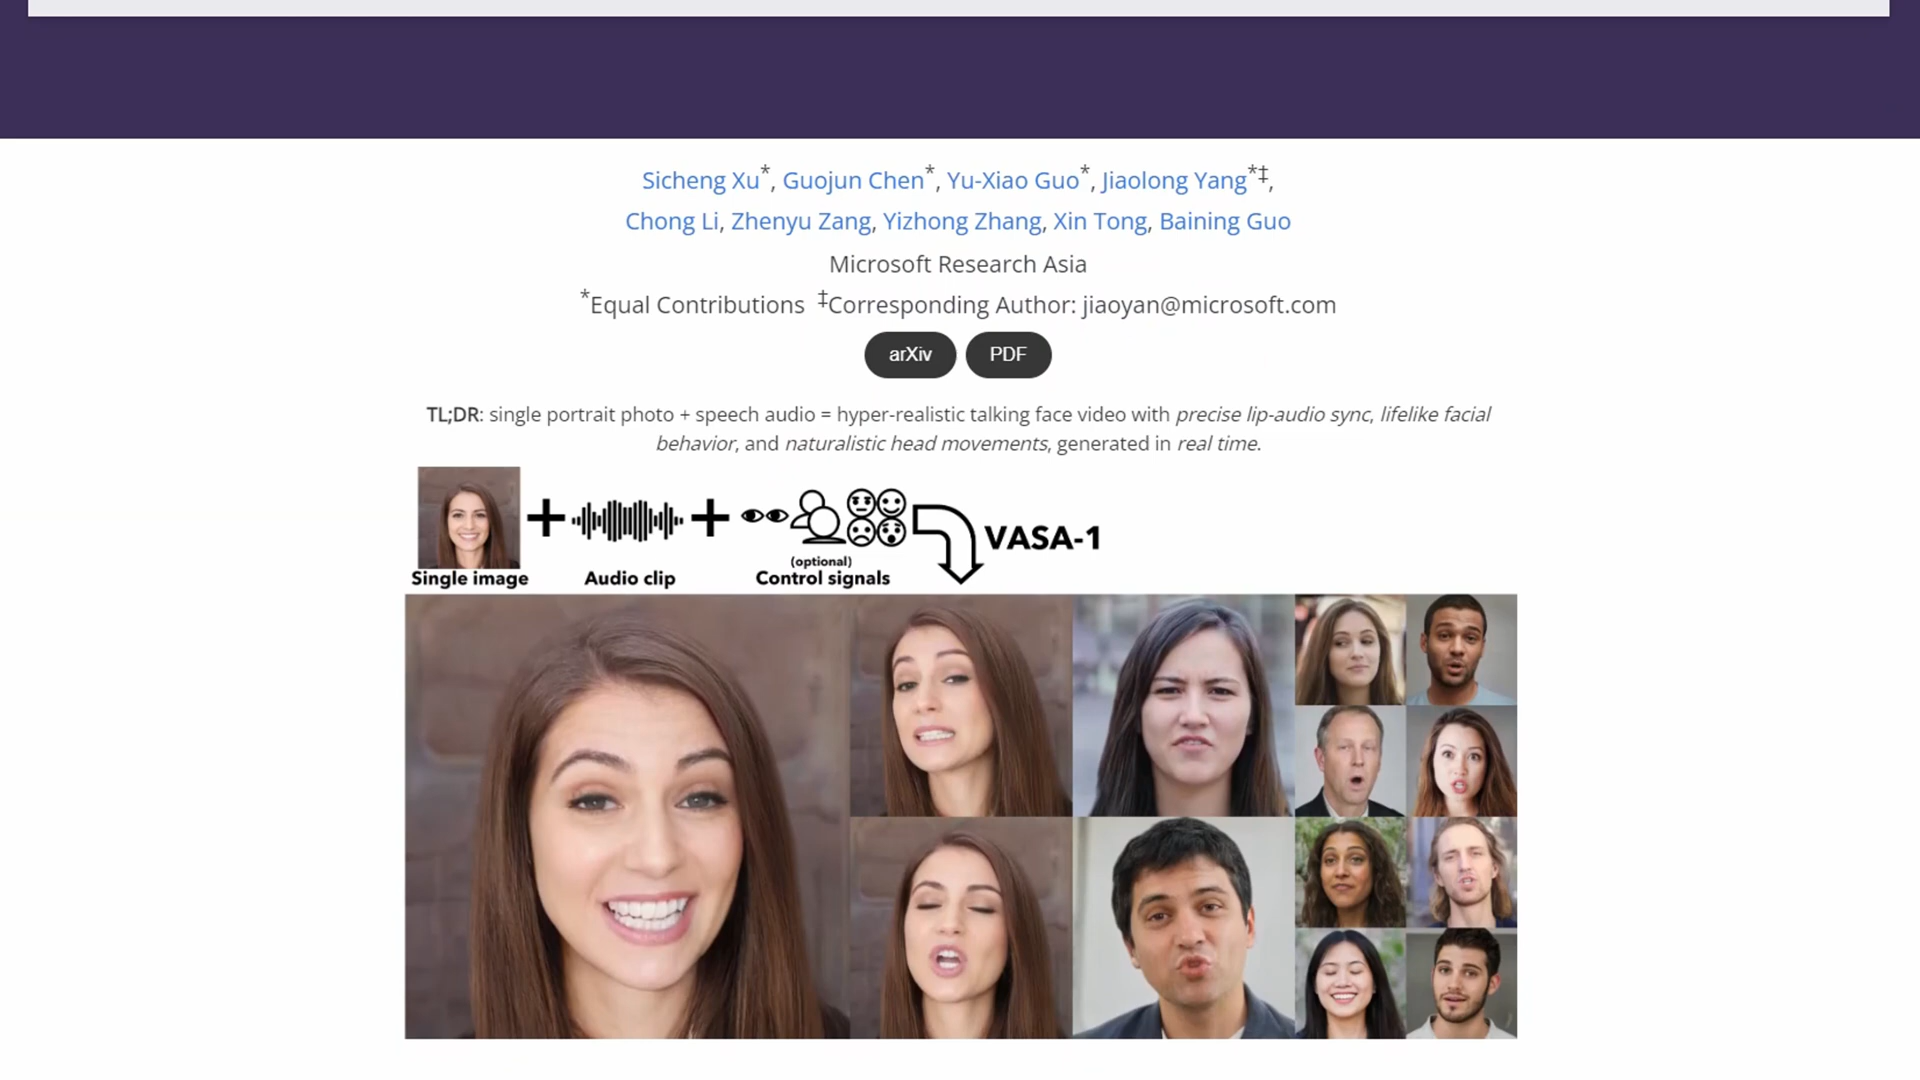 Sicheng Xu*, Guojun Chen*, Yu-Xiao Guo*, Jiaolong Yang*‡,
Chong Li, Zhenyu Zang, Yizhong Zhang, Xin Tong, Baining Guo
Microsoft Research Asia
*Equal Contributions ‡Corresponding Author: jiaoyan@microsoft.com
arXiv PDF
TL;DR: single portrait photo + speech audio = hyper-realistic talking face video with precise lip-audio sync, lifelike facial
behavior, and naturalistic head movements, generated in real time.
VASA-1
(optional)
Single image Audio clip Control signals